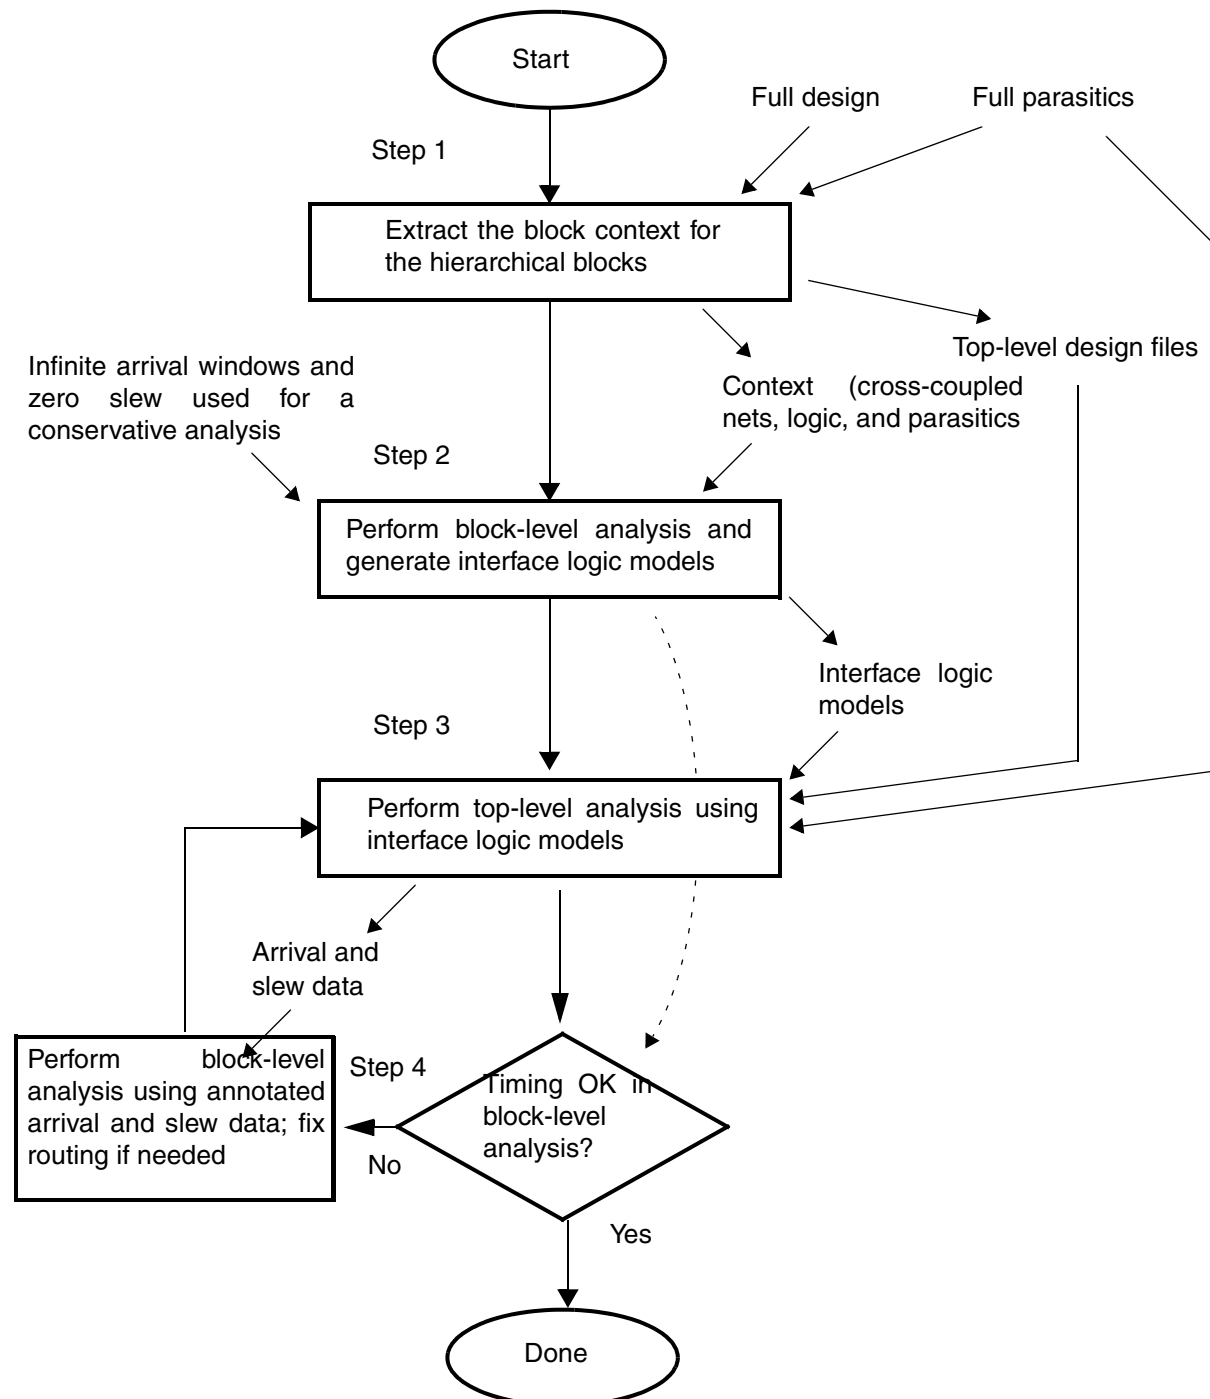 Start
Full design
Full parasitics
Step 1
Extract the block context for
the hierarchical blocks
Top-level design files
Infinite arrival windows and
zero slew used for a
conservative analysis
Context (cross-coupled
nets, logic, and parasitics
Step 2
Perform block-level analysis and
generate interface logic models
Interface logic
models
Step 3
Perform top-level analysis using
interface logic models
Arrival and
slew data
Perform block-level
analysis using annotated
arrival and slew data; fix
routing if needed
Step 4
Timing OK in
block-level
analysis?
No
Yes
Done